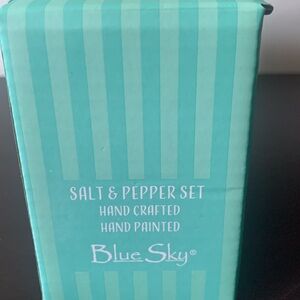 SALT & PEPPER SET
HAND CRAFTED
HAND PAINTED
Blue Sky®